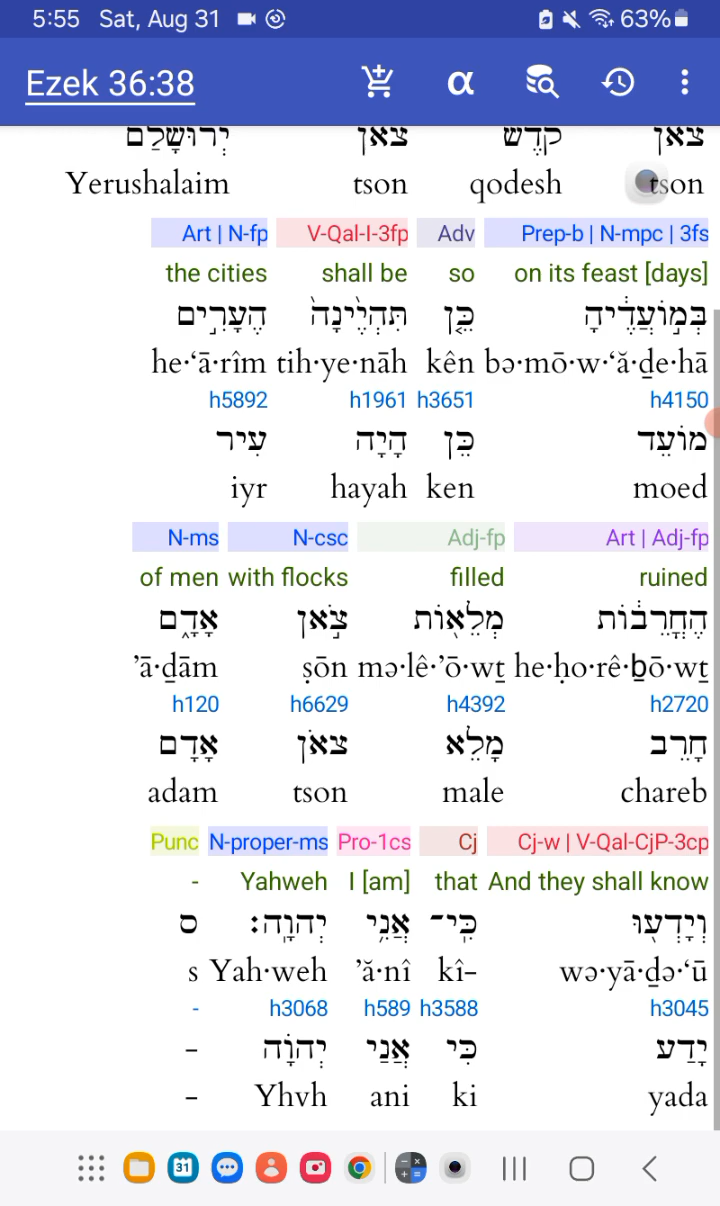 5:55 Sat, Aug 31 63%
Ezek 36:38 α
צֹאן קֹדֶשׁ צֹאן יְרוּשָׁלִַם
Yerushalaim tson qodesh tson
Art | N-fp V-Qal-I-3fp Adv Prep-b | N-mpc | 3fs
the cities shall be so on its feast [days]
בְּמ֣וֹעֲדֶ֔יהָ כֵּ֤ן תִּהְיֶ֙ינָה֙ הֶעָרִ֣ים
he·‘ā·rîm tih·ye·nāh kên bə·mō·w·‘ă·ḏe·hā
h5892 h1961 h3651 h4150
מוֹעֵד כֵּן הָיָה עִיר
iyr hayah ken moed
N-ms N-csc Adj-fp Art | Adj-fp
of men with flocks filled ruined
הֶחֳרֵב֔וֹת מְלֵא֖וֹת צֹ֣אן אָדָ֑ם
’ā·ḏām ṣōn mə·lê·’ō·wṯ he·ḥo·rê·ḇō·wṯ
h120 h6629 h4392 h2720
חָרֵב מָלֵא צֹאן אָדָם
adam tson male chareb
Punc N-proper-ms Pro-1cs Cj Cj-w | V-Qal-CjP-3cp
- Yahweh I [am] that And they shall know
וְיָדְע֖וּ כִּֽי־ אֲנִ֥י יְהוָֽה׃ ס
s Yah·weh ’ă·nî kî- wə·yā·ḏə·‘ū
- h3068 h589 h3588 h3045
יָדַע כִּי אֲנִי יְהוָֹה –
– Yhvh ani ki yada
31